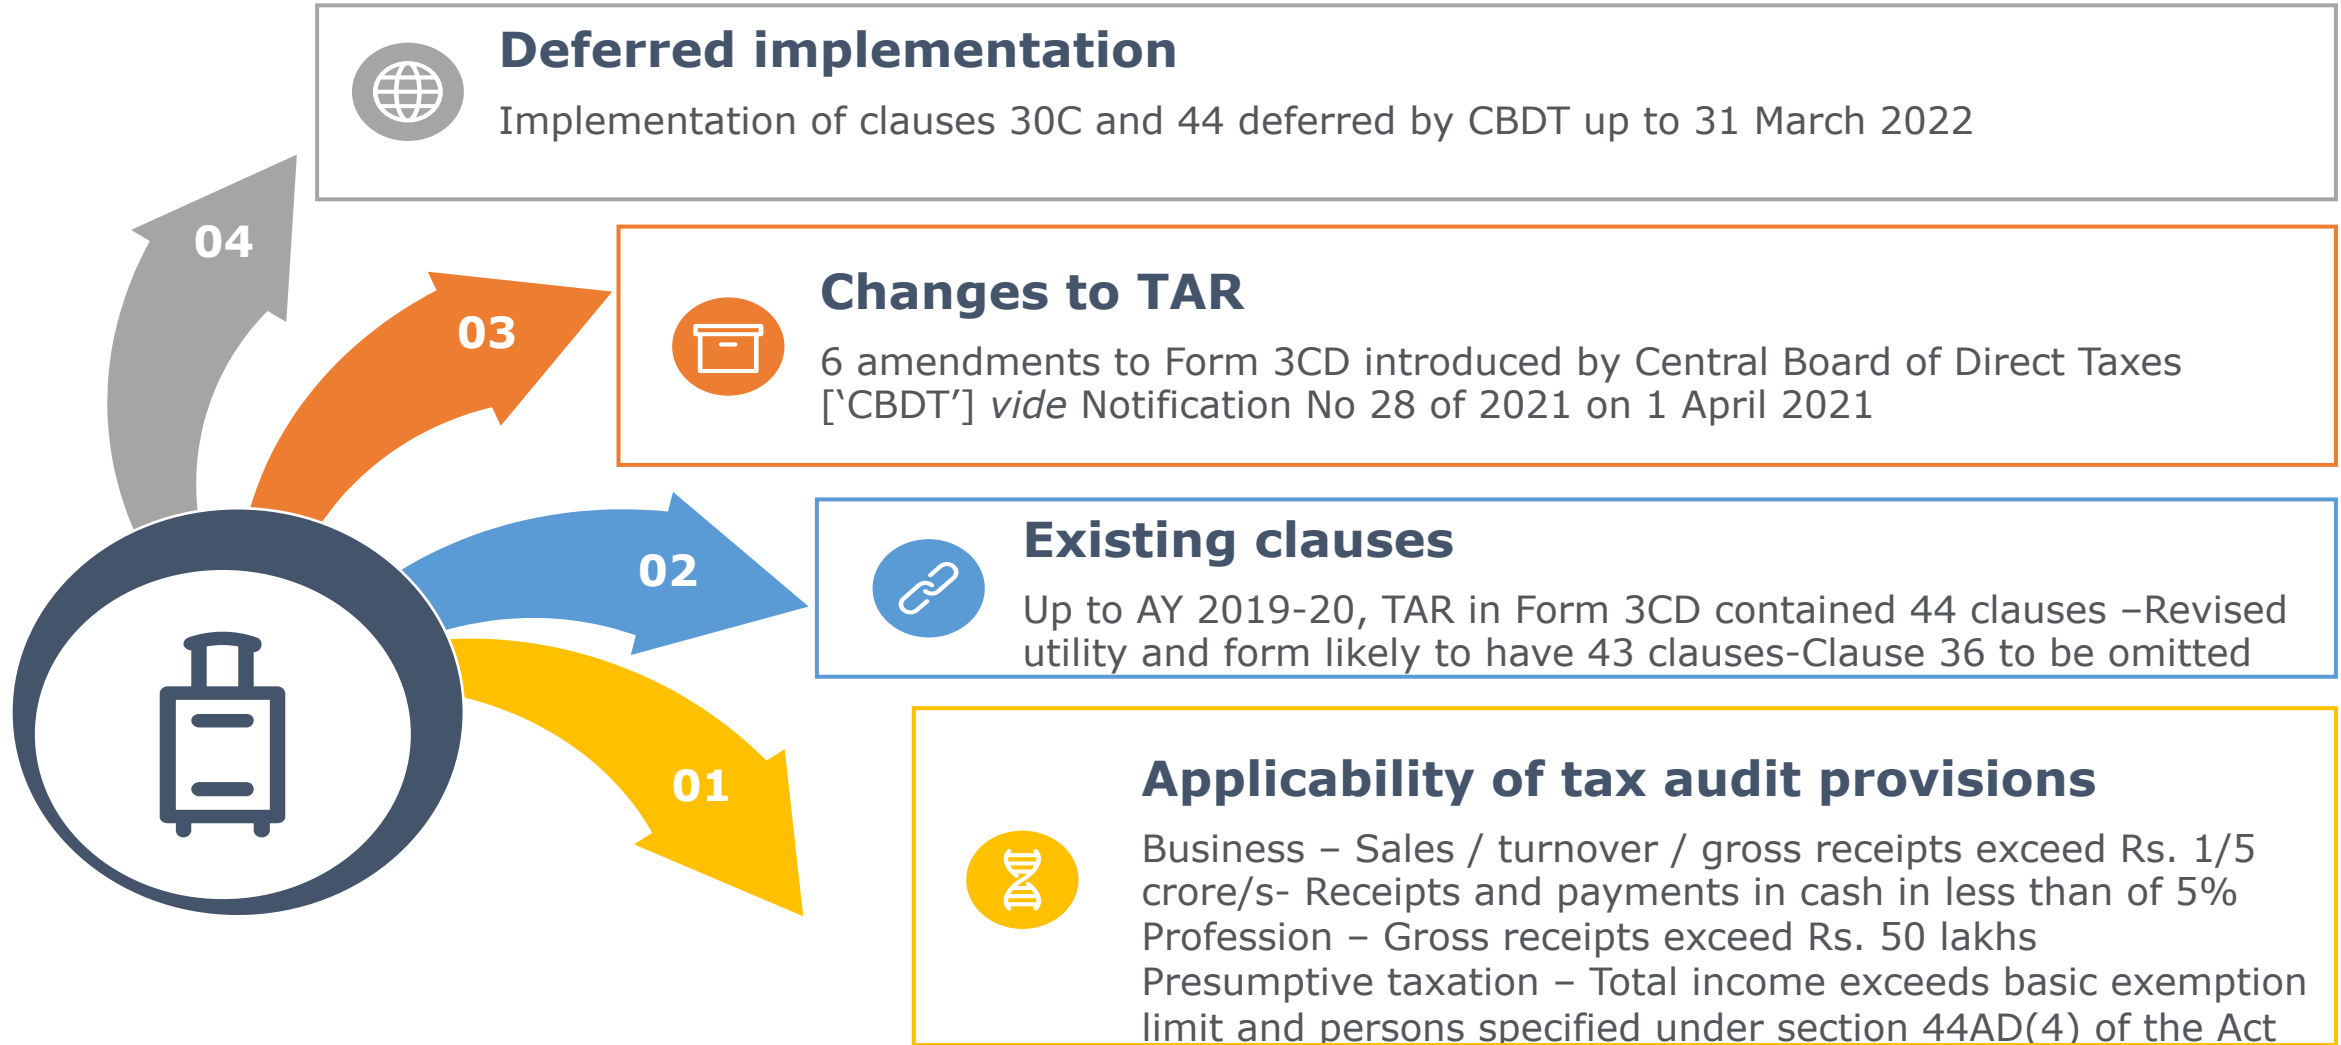 Deferred implementation
Implementation of clauses 30C and 44 deferred by CBDT up to 31 March 2022
04
Changes to TAR
03
6 amendments to Form 3CD introduced by Central Board of Direct Taxes
[‘CBDT’] vide Notification No 28 of 2021 on 1 April 2021
Existing clauses
02
Up to AY 2019-20, TAR in Form 3CD contained 44 clauses –Revised
utility and form likely to have 43 clauses-Clause 36 to be omitted
Applicability of tax audit provisions
01
Business – Sales / turnover / gross receipts exceed Rs. 1/5
crore/s- Receipts and payments in cash in less than of 5%
Profession – Gross receipts exceed Rs. 50 lakhs
Presumptive taxation – Total income exceeds basic exemption
limit and persons specified under section 44AD(4) of the Act